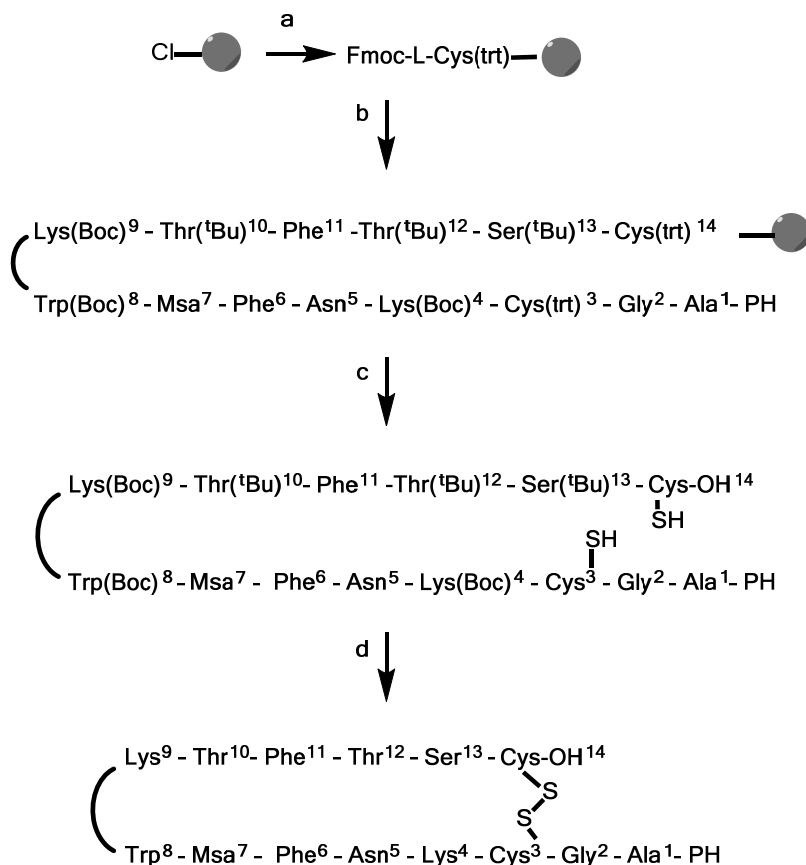 a
Cl
Fmoc-L-Cys(trt)
b
Lys(Boc)⁹ - Thr(ᵗBu)¹⁰- Phe¹¹ -Thr(ᵗBu)¹² - Ser(ᵗBu)¹³ - Cys(trt) ¹⁴
Trp(Boc)⁸ - Msa⁷ - Phe⁶ - Asn⁵ - Lys(Boc)⁴ - Cys(trt) ³ - Gly² - Ala¹- PH
c
Lys(Boc)⁹ - Thr(ᵗBu)¹⁰- Phe¹¹ -Thr(ᵗBu)¹² - Ser(ᵗBu)¹³ - Cys-OH¹⁴
SH
SH
Trp(Boc)⁸ - Msa⁷ - Phe⁶ - Asn⁵ - Lys(Boc)⁴ - Cys³ - Gly² - Ala¹- PH
d
Lys⁹ - Thr¹⁰- Phe¹¹ - Thr¹² - Ser¹³ - Cys-OH¹⁴
S
S
Trp⁸ - Msa⁷ - Phe⁶ - Asn⁵ - Lys⁴ - Cys³ - Gly² - Ala¹- PH